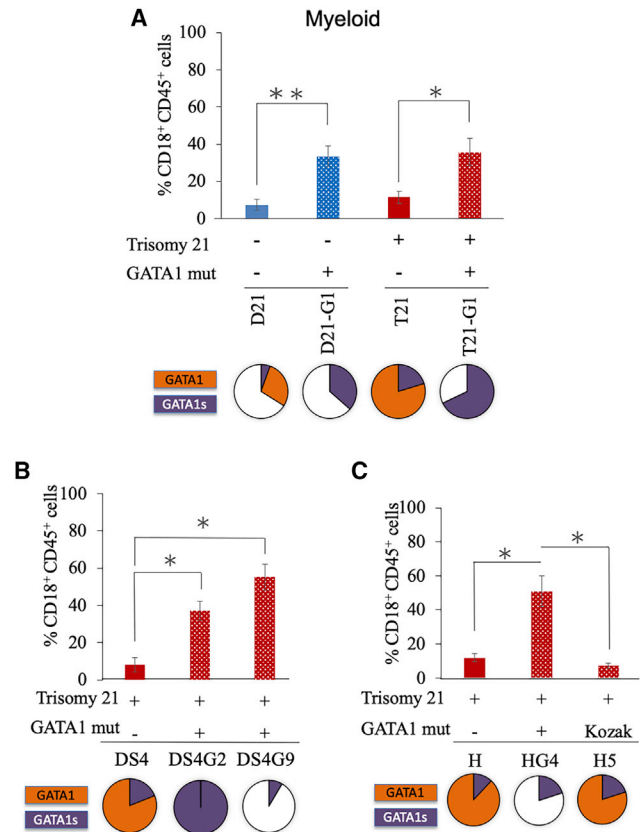 A
Myeloid
% CD18+ CD45+ cells
100
80
60
40
20
0
* *
*
Trisomy 21 - - + +
GATA1 mut - + - +
D21 D21-G1 T21 T21-G1
GATA1
GATA1s
B
% CD18+ CD45+ cells
100
80
60
40
20
0
*
*
Trisomy 21 + + +
GATA1 mut - + +
DS4 DS4G2 DS4G9
GATA1
GATA1s
C
% CD18+ CD45+ cells
100
80
60
40
20
0
*
*
Trisomy 21 + + +
GATA1 mut - + Kozak
H HG4 H5
GATA1
GATA1s